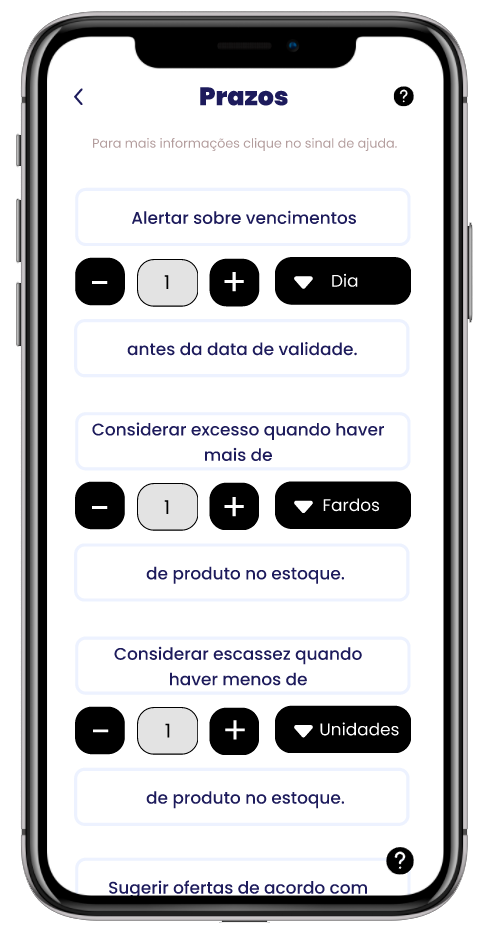 Prazos
?
Para mais informações clique no sinal de ajuda.
Alertar sobre vencimentos
− 1 + Dia
antes da data de validade.
Considerar excesso quando haver
mais de
− 1 + Fardos
de produto no estoque.
Considerar escassez quando
haver menos de
− 1 + Unidades
de produto no estoque.
?
Sugerir ofertas de acordo com